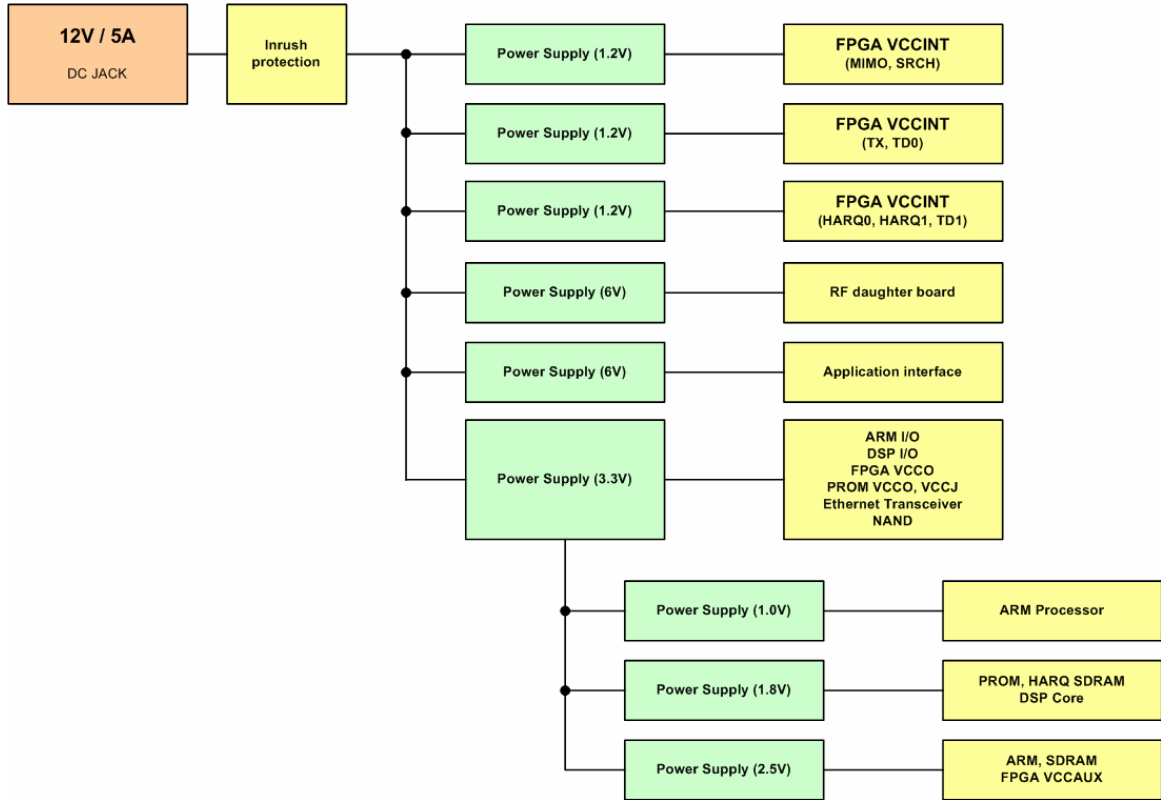 12V / 5A
DC JACK
Inrush
protection
Power Supply (1.2V)
FPGA VCCINT
(MIMO, SRCH)
Power Supply (1.2V)
FPGA VCCINT
(TX, TD0)
Power Supply (1.2V)
FPGA VCCINT
(HARQ0, HARQ1, TD1)
Power Supply (6V)
RF daughter board
Power Supply (6V)
Application interface
Power Supply (3.3V)
ARM I/O
DSP I/O
FPGA VCCO
PROM VCCO, VCCJ
Ethernet Transceiver
NAND
Power Supply (1.0V)
ARM Processor
Power Supply (1.8V)
PROM, HARQ SDRAM
DSP Core
Power Supply (2.5V)
ARM, SDRAM
FPGA VCCAUX